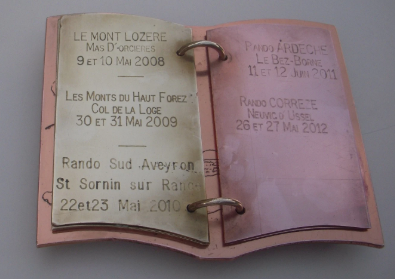 LE MONT LOZERE
MAS D'ORCIERES
9 ET 10 MAI 2008
LES MONTS DU HAUT FOREZ
COL DE LA LOGE
30 ET 31 MAI 2009
Rando Sud Aveyron
St Sornin sur Rance
22et23 Mai 2010
RANDO ARDECHE
LE BEZ-BORNE
11 ET 12 JUIN 2011
RANDO CORREZE
NEUVIC D'USSEL
26 ET 27 MAI 2012